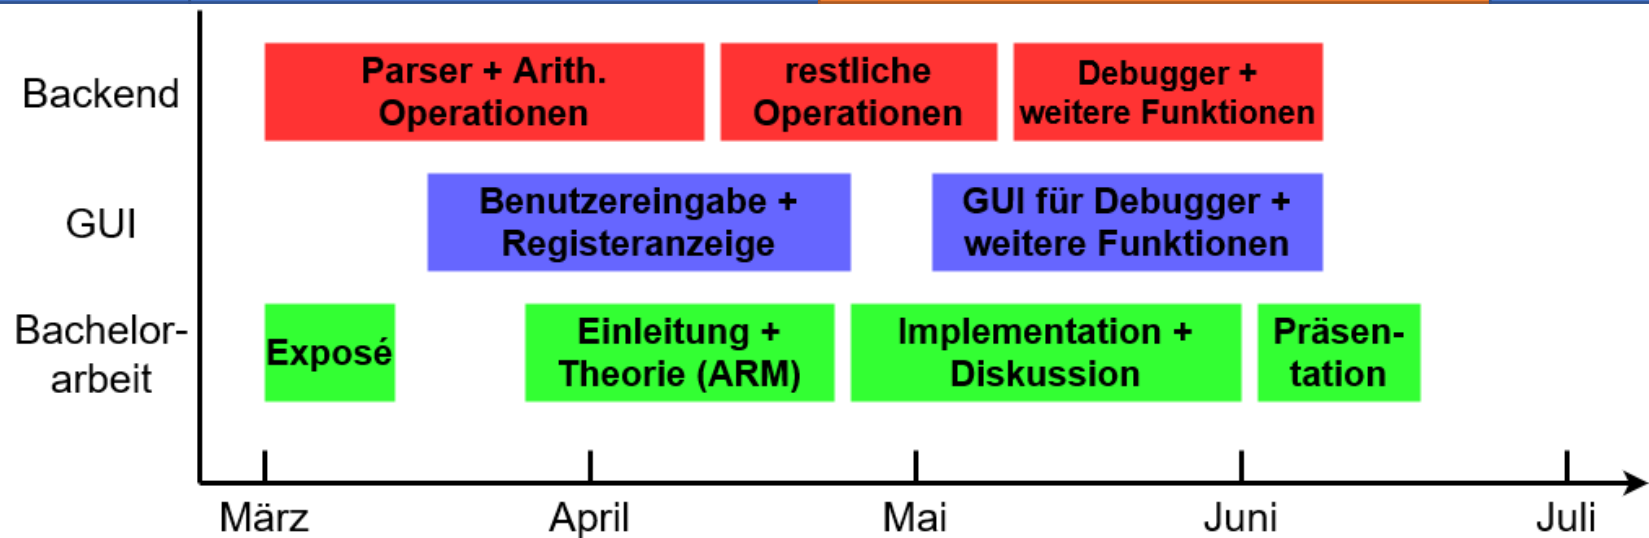 Backend
Parser + Arith.
Operationen
restliche
Operationen
Debugger +
weitere Funktionen
GUI
Benutzereingabe +
Registeranzeige
GUI für Debugger +
weitere Funktionen
Bachelor-
arbeit
Exposé
Einleitung +
Theorie (ARM)
Implementation +
Diskussion
Präsen-
tation
März
April
Mai
Juni
Juli